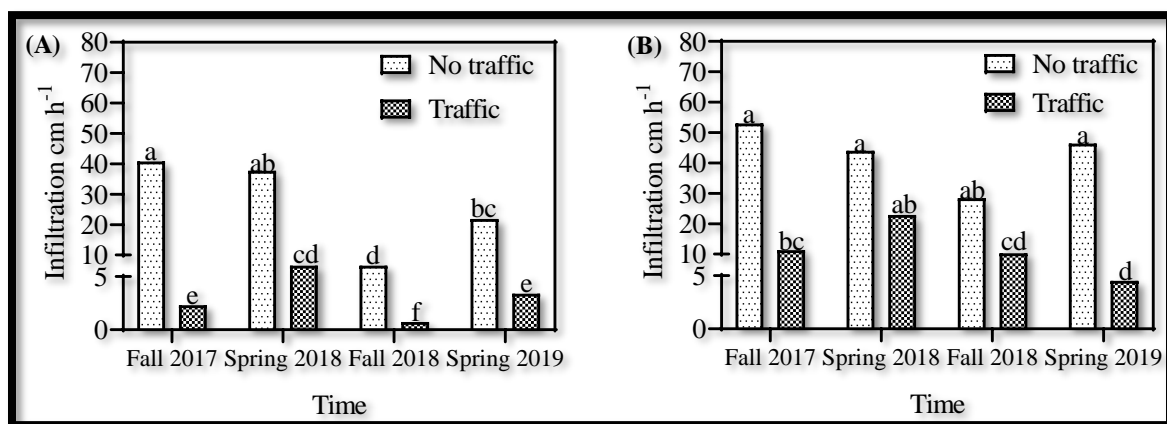 (A)
80
70
60
50
40
30
20
10
5
0
Infiltration cm h⁻¹
No traffic
Traffic
a
e
ab
cd
d
f
bc
e
Fall 2017 Spring 2018 Fall 2018 Spring 2019
Time
(B)
80
70
60
50
40
30
20
10
5
0
Infiltration cm h⁻¹
No traffic
Traffic
a
bc
a
ab
ab
cd
a
d
Fall 2017 Spring 2018 Fall 2018 Spring 2019
Time